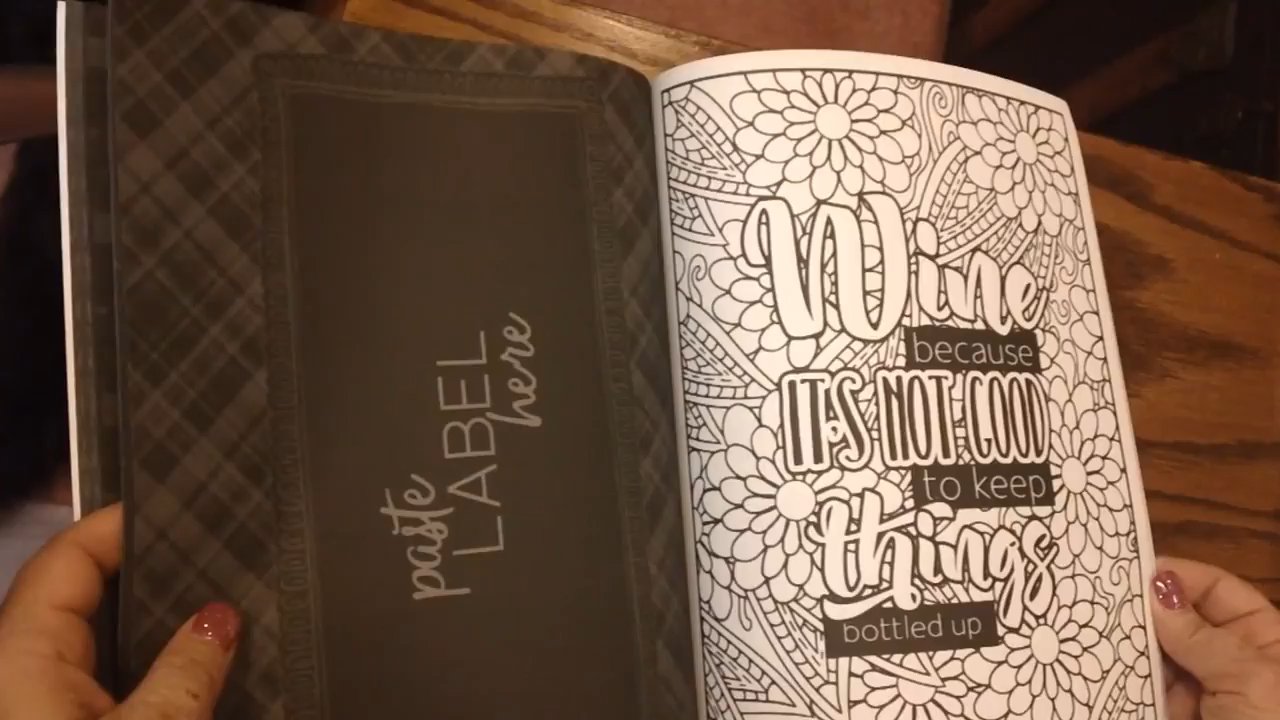 paste
LABEL
here
Wine
because
IT'S NOT GOOD
to keep
things
bottled up